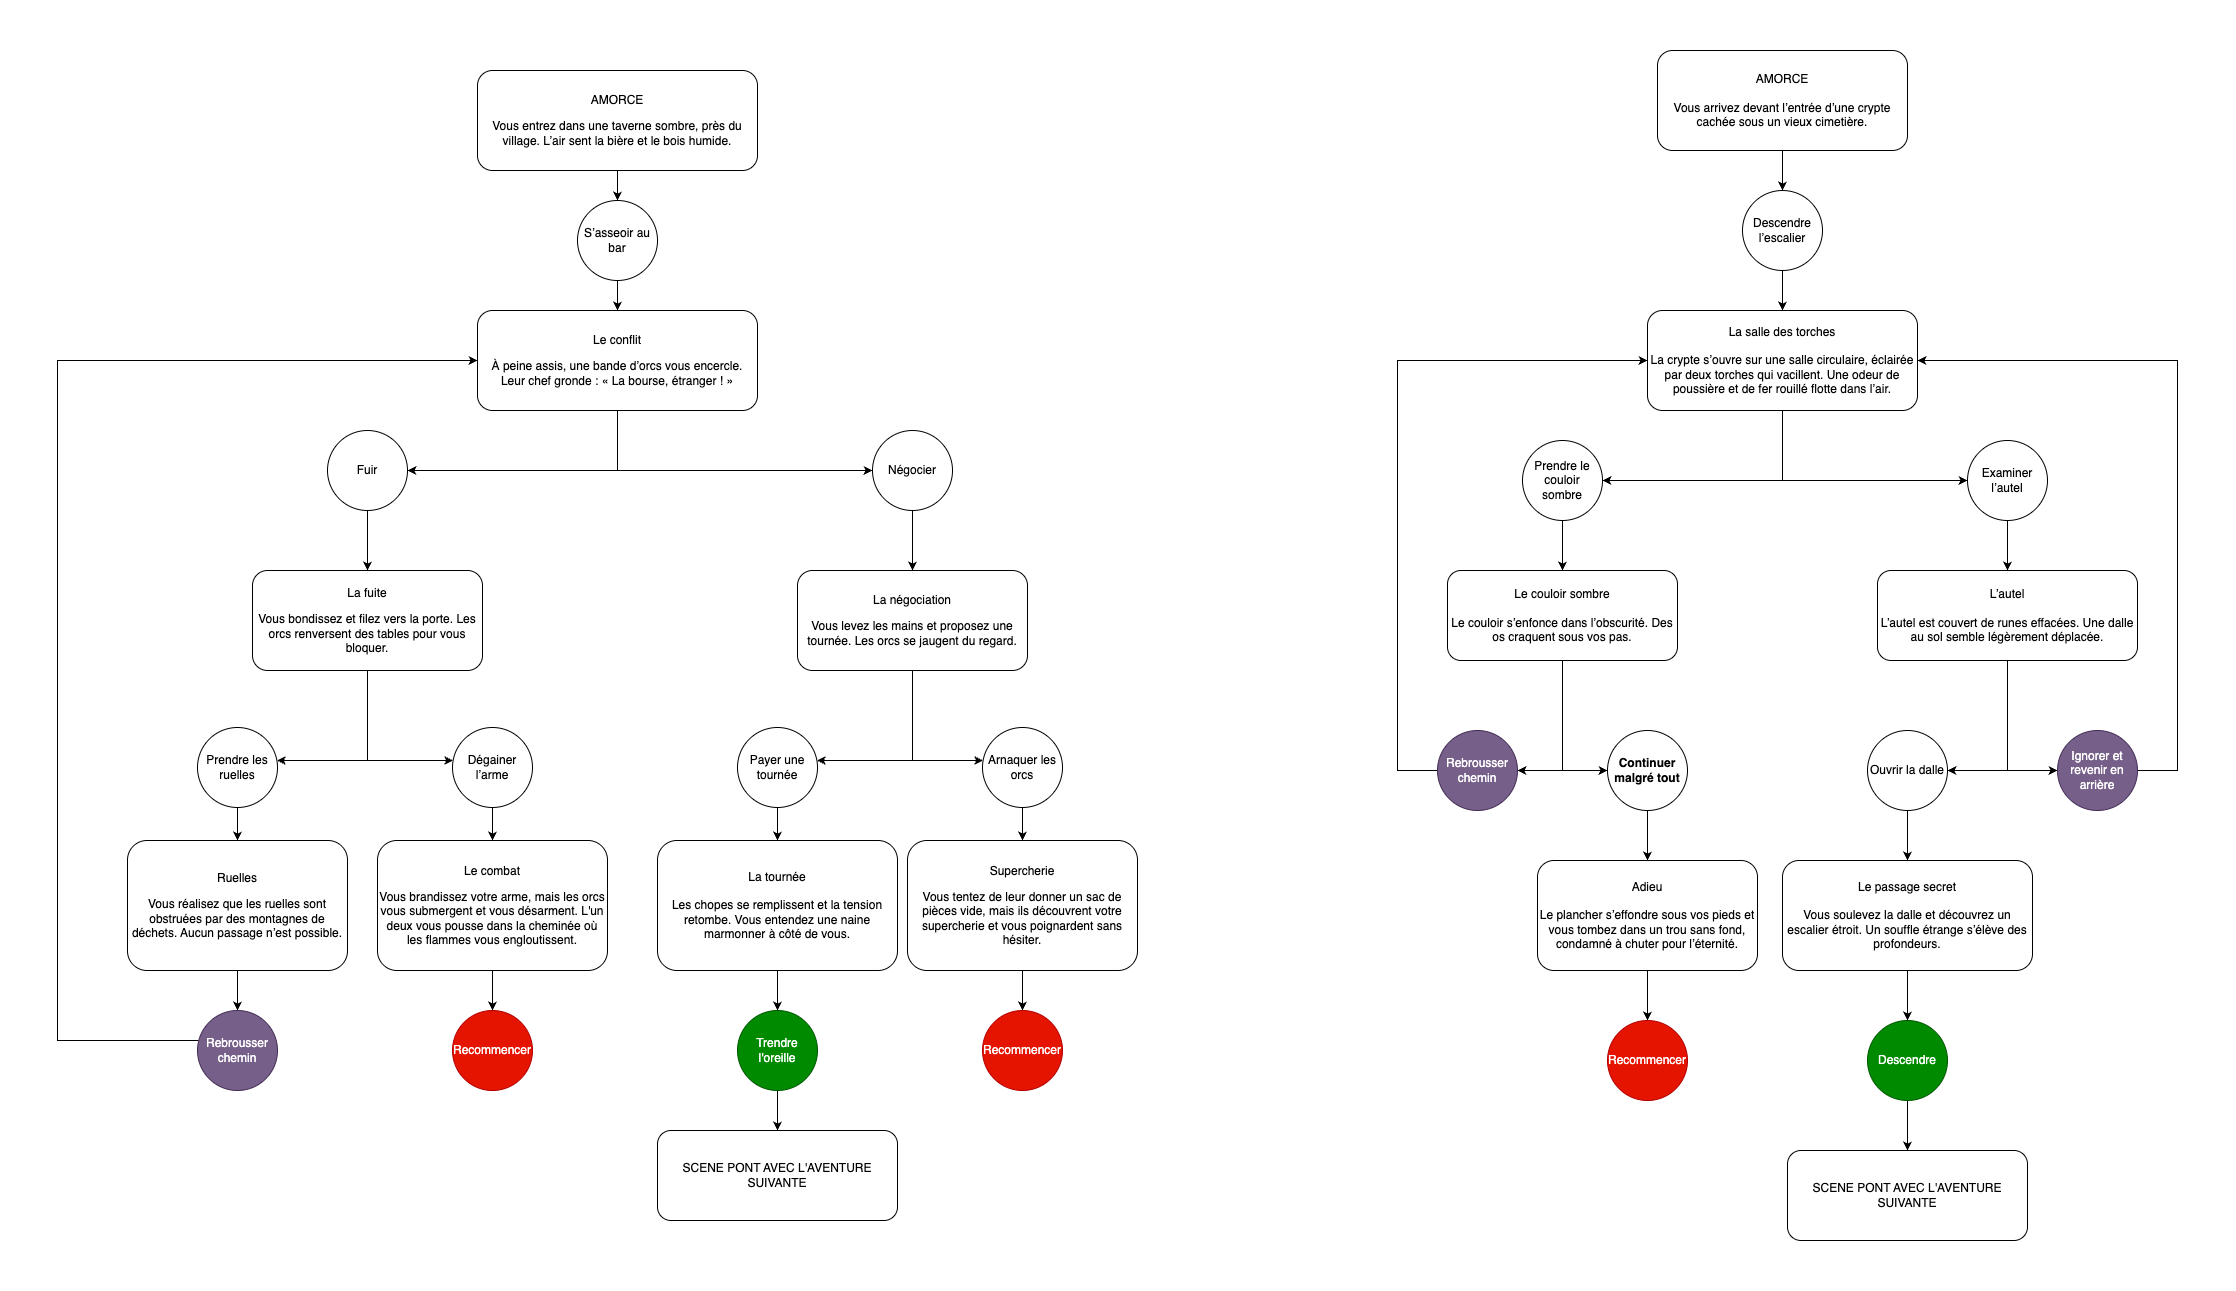 AMORCE
Vous entrez dans une taverne sombre, près du
village. L'air sent la bière et le bois humide.
S'asseoir au
bar
Le conflit
À peine assis, une bande d'orcs vous encercle.
Leur chef gronde : « La bourse, étranger ! »
Fuir
Négocier
La fuite
Vous bondissez et filez vers la porte. Les
orcs renversent des tables pour vous
bloquer.
La négociation
Vous levez les mains et proposez une
tournée. Les orcs se jaugent du regard.
Prendre les
ruelles
Dégainer
l'arme
Payer une
tournée
Arnaquer les
orcs
Ruelles
Vous réalisez que les ruelles sont
obstruées par des montagnes de
déchets. Aucun passage n'est possible.
Le combat
Vous brandissez votre arme, mais les orcs
vous submergent et vous désarment. L'un
deux vous pousse dans la cheminée où
les flammes vous engloutissent.
La tournée
Les chopes se remplissent et la tension
retombe. Vous entendez une naine
marmonner à côté de vous.
Supercherie
Vous tentez de leur donner un sac de
pièces vide, mais ils découvrent votre
supercherie et vous poignardent sans
hésiter.
Rebrousser
chemin
Recommencer
Trendre
l'oreille
Recommencer
SCENE PONT AVEC L'AVENTURE
SUIVANTE
AMORCE
Vous arrivez devant l'entrée d'une crypte
cachée sous un vieux cimetière.
Descendre
l'escalier
La salle des torches
La crypte s'ouvre sur une salle circulaire, éclairée
par deux torches qui vacillent. Une odeur de
poussière et de fer rouillé flotte dans l'air.
Prendre le
couloir
sombre
Examiner
l'autel
Le couloir sombre
Le couloir s'enfonce dans l'obscurité. Des
os craquent sous vos pas.
L'autel
L'autel est couvert de runes effacées. Une dalle
au sol semble légèrement déplacée.
Rebrousser
chemin
Continuer
malgré tout
Ouvrir la dalle
Ignorer et
revenir en
arrière
Adieu
Le plancher s'effondre sous vos pieds et
vous tombez dans un trou sans fond,
condamné à chuter pour l'éternité.
Le passage secret
Vous soulevez la dalle et découvrez un
escalier étroit. Un souffle étrange s'élève des
profondeurs.
Recommencer
Descendre
SCENE PONT AVEC L'AVENTURE
SUIVANTE